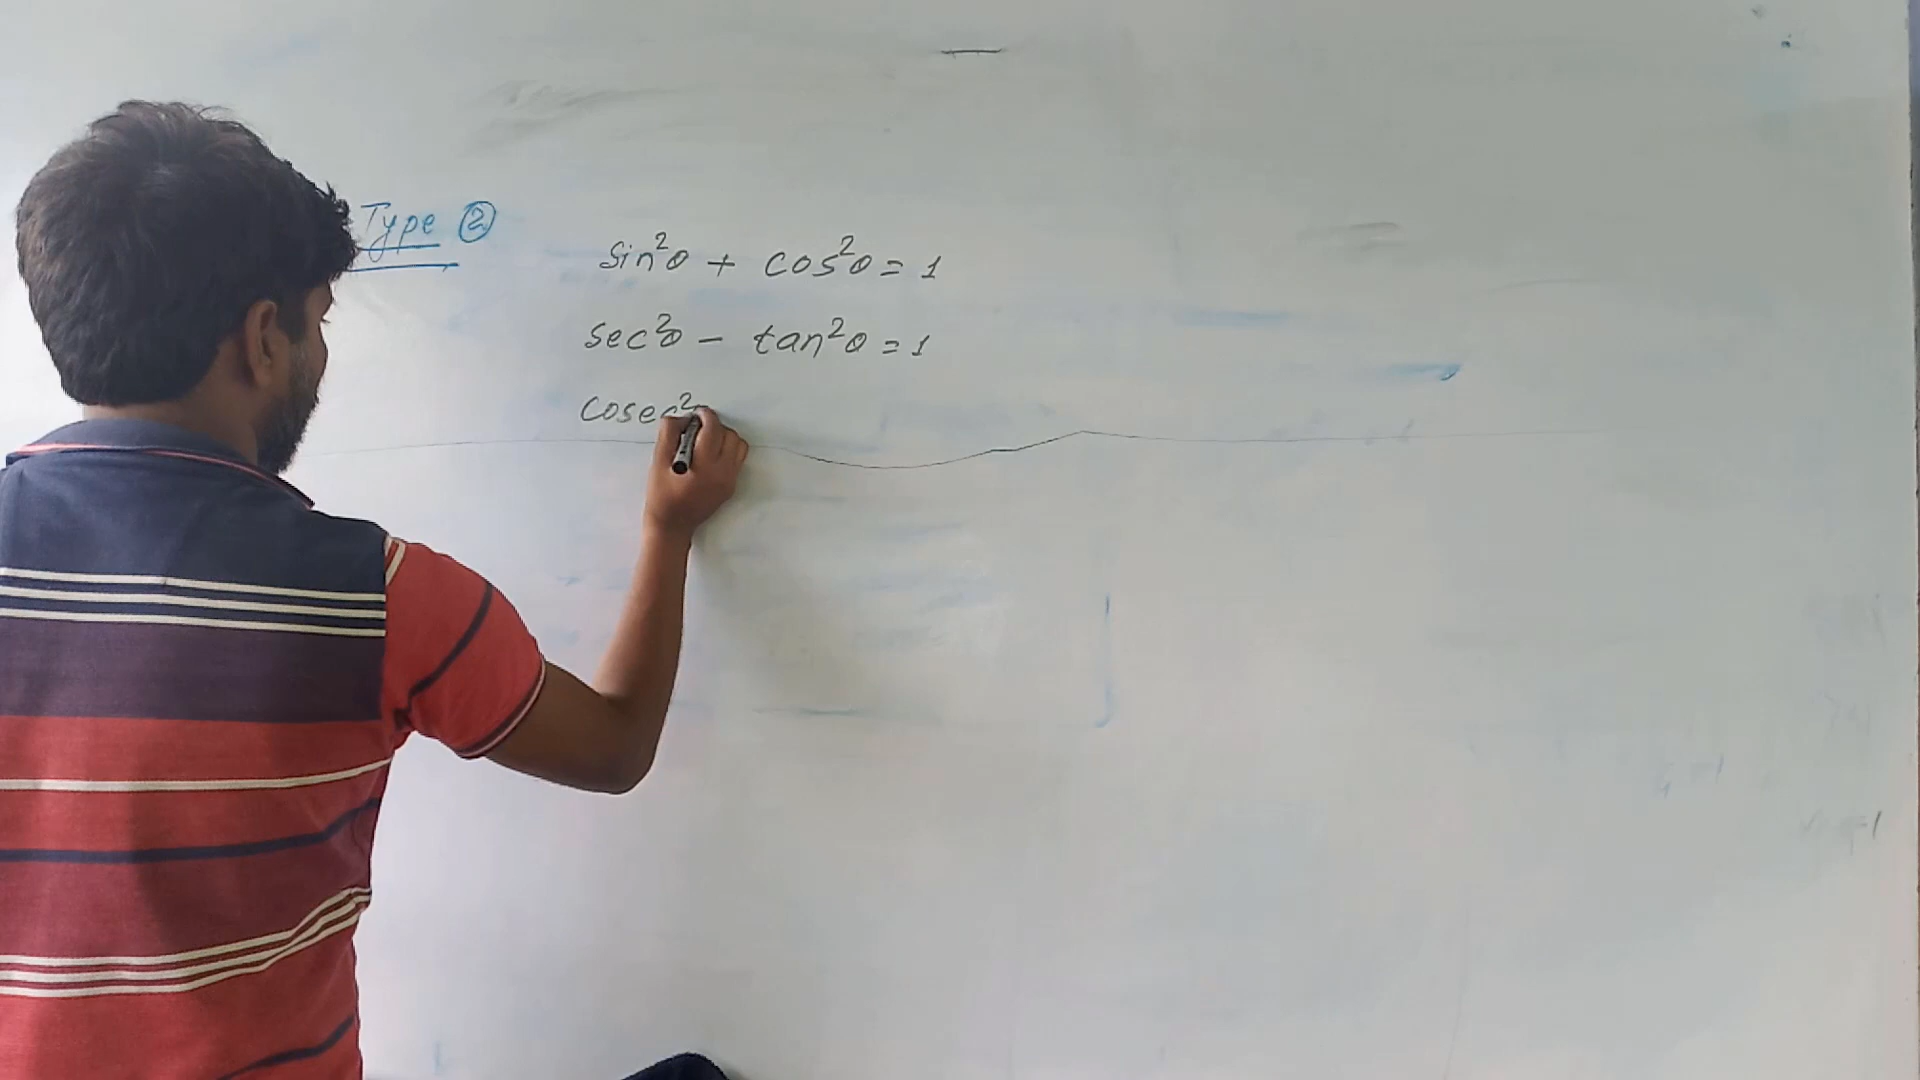 Type ②
sin²θ + cos²θ = 1
sec²θ - tan²θ = 1
cosec²